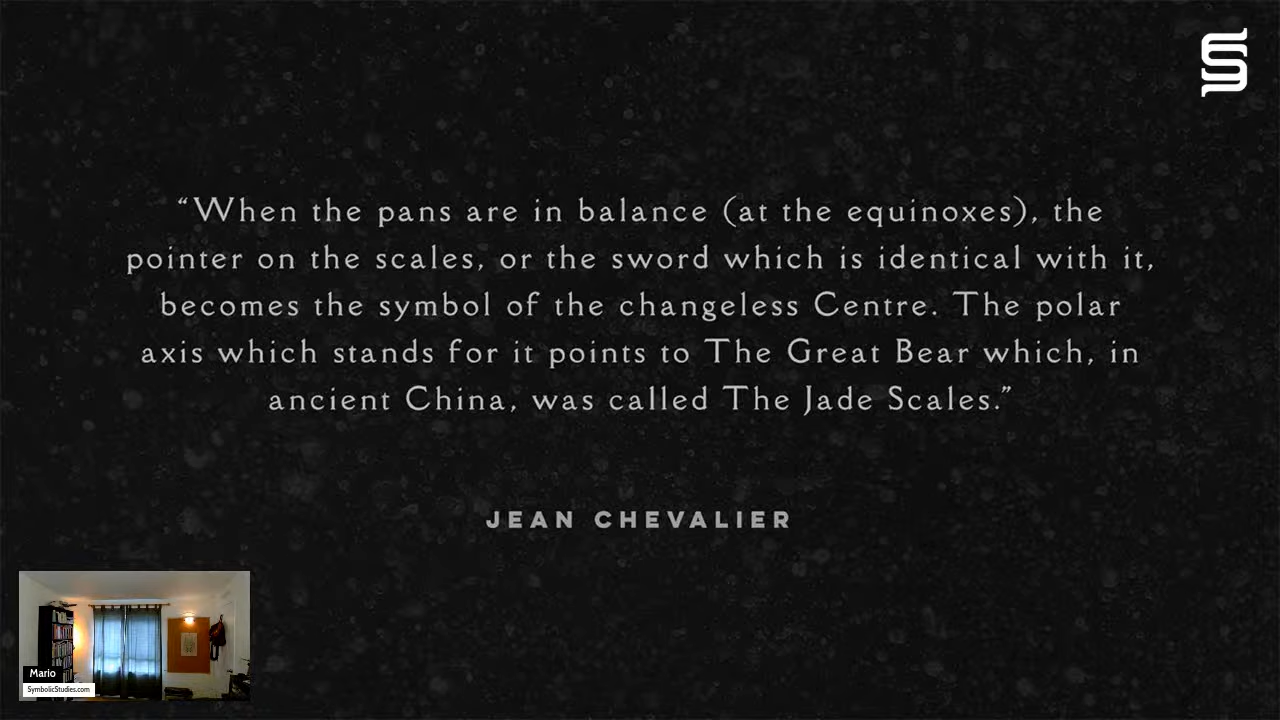 “When the pans are in balance (at the equinoxes), the
pointer on the scales, or the sword which is identical with it,
becomes the symbol of the changeless Centre. The polar
axis which stands for it points to The Great Bear which, in
ancient China, was called The Jade Scales.”
JEAN CHEVALIER
Mario
SymbolicStudies.com